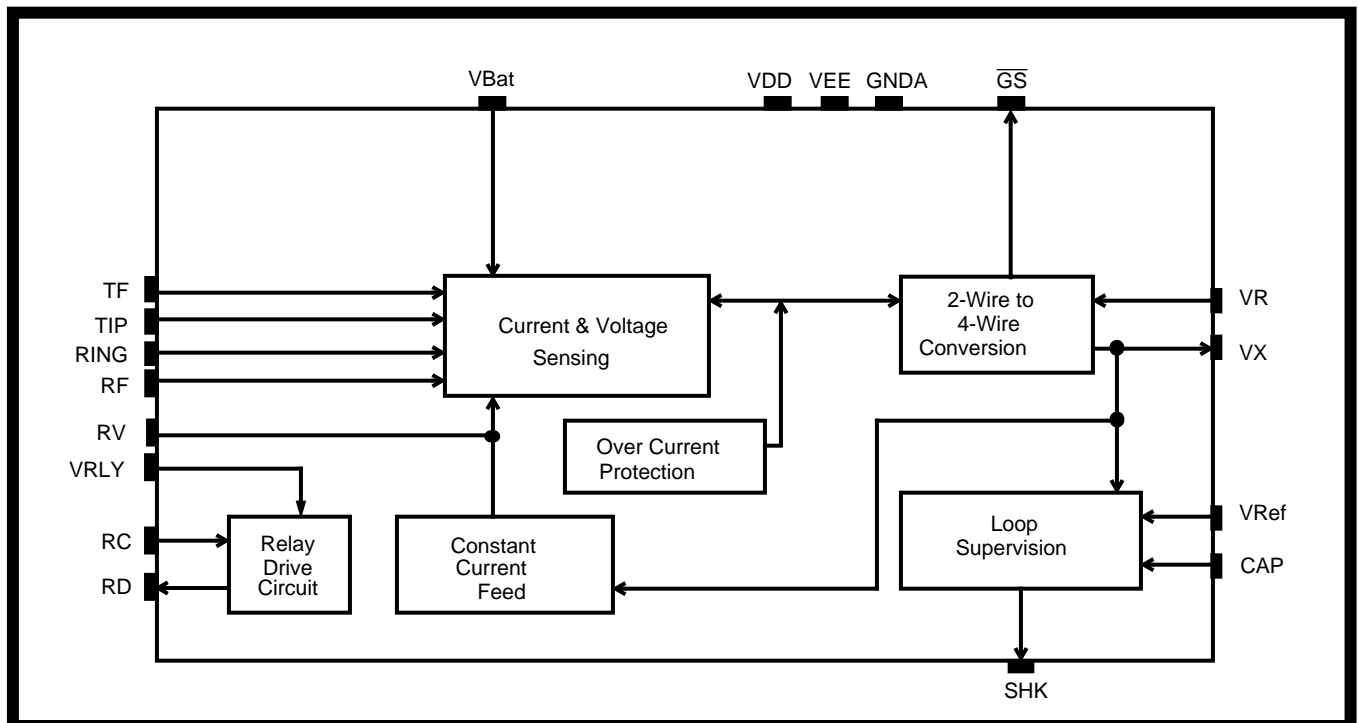 VBat
VDD
VEE
GNDA
G̅S̅
TF
TIP
RING
RF
RV
VRLY
RC
RD
Current & Voltage
Sensing
2-Wire to
4-Wire
Conversion
VR
VX
Over Current
Protection
Relay
Drive
Circuit
Constant
Current
Feed
Loop
Supervision
VRef
CAP
SHK